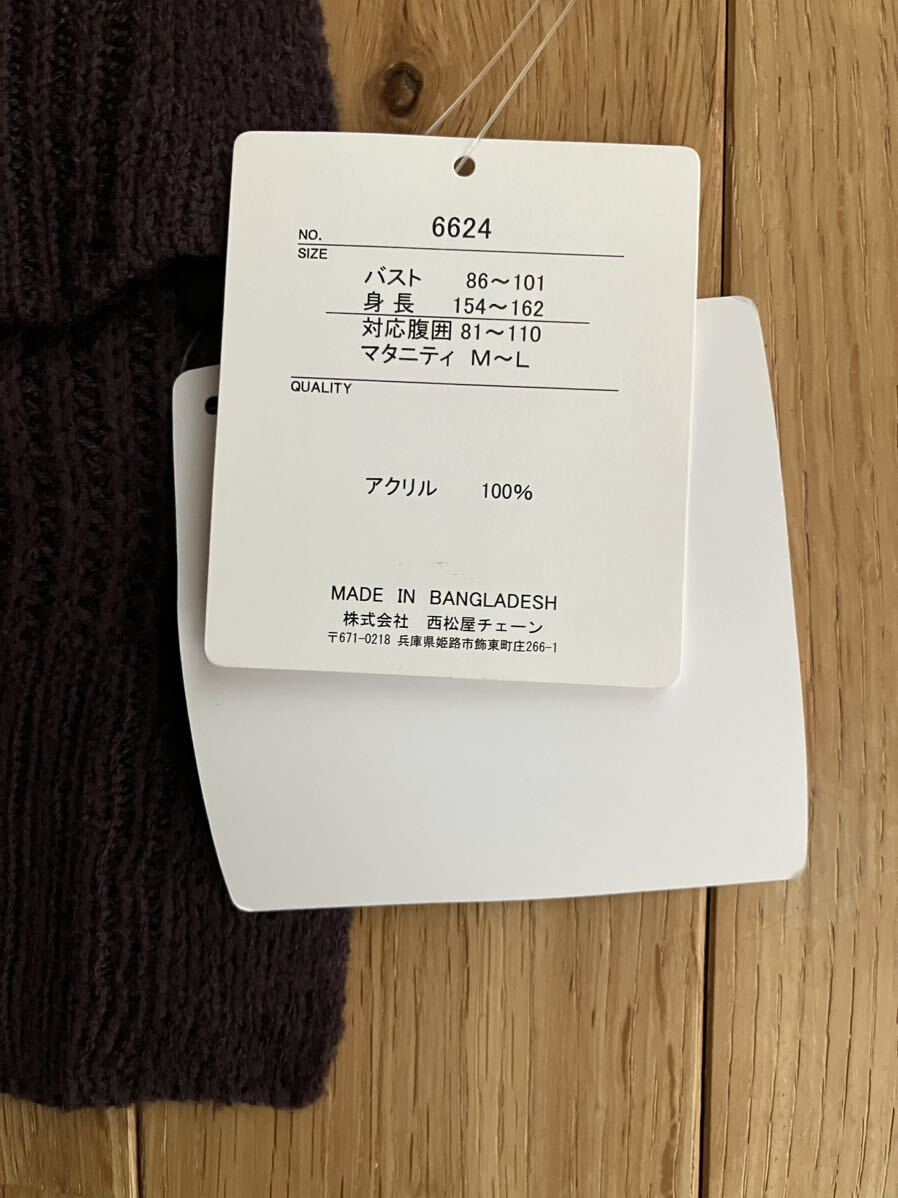 NO. 6624
SIZE
バスト 86～101
身長 154～162
対応腹囲 81～110
マタニティ M～L
QUALITY
アクリル 100%
MADE IN BANGLADESH
株式会社 西松屋チェーン
〒671-0218 兵庫県姫路市飾東町庄266-1